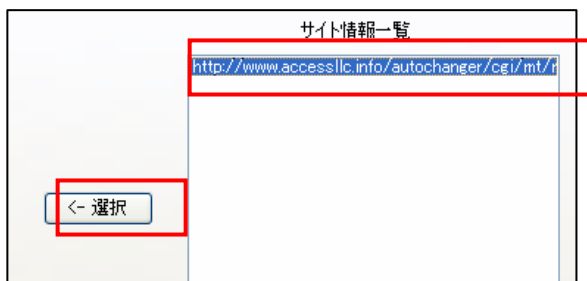 サイト情報一覧
http://www.accessllc.info/autochanger/cgi/mt/r
<- 選択